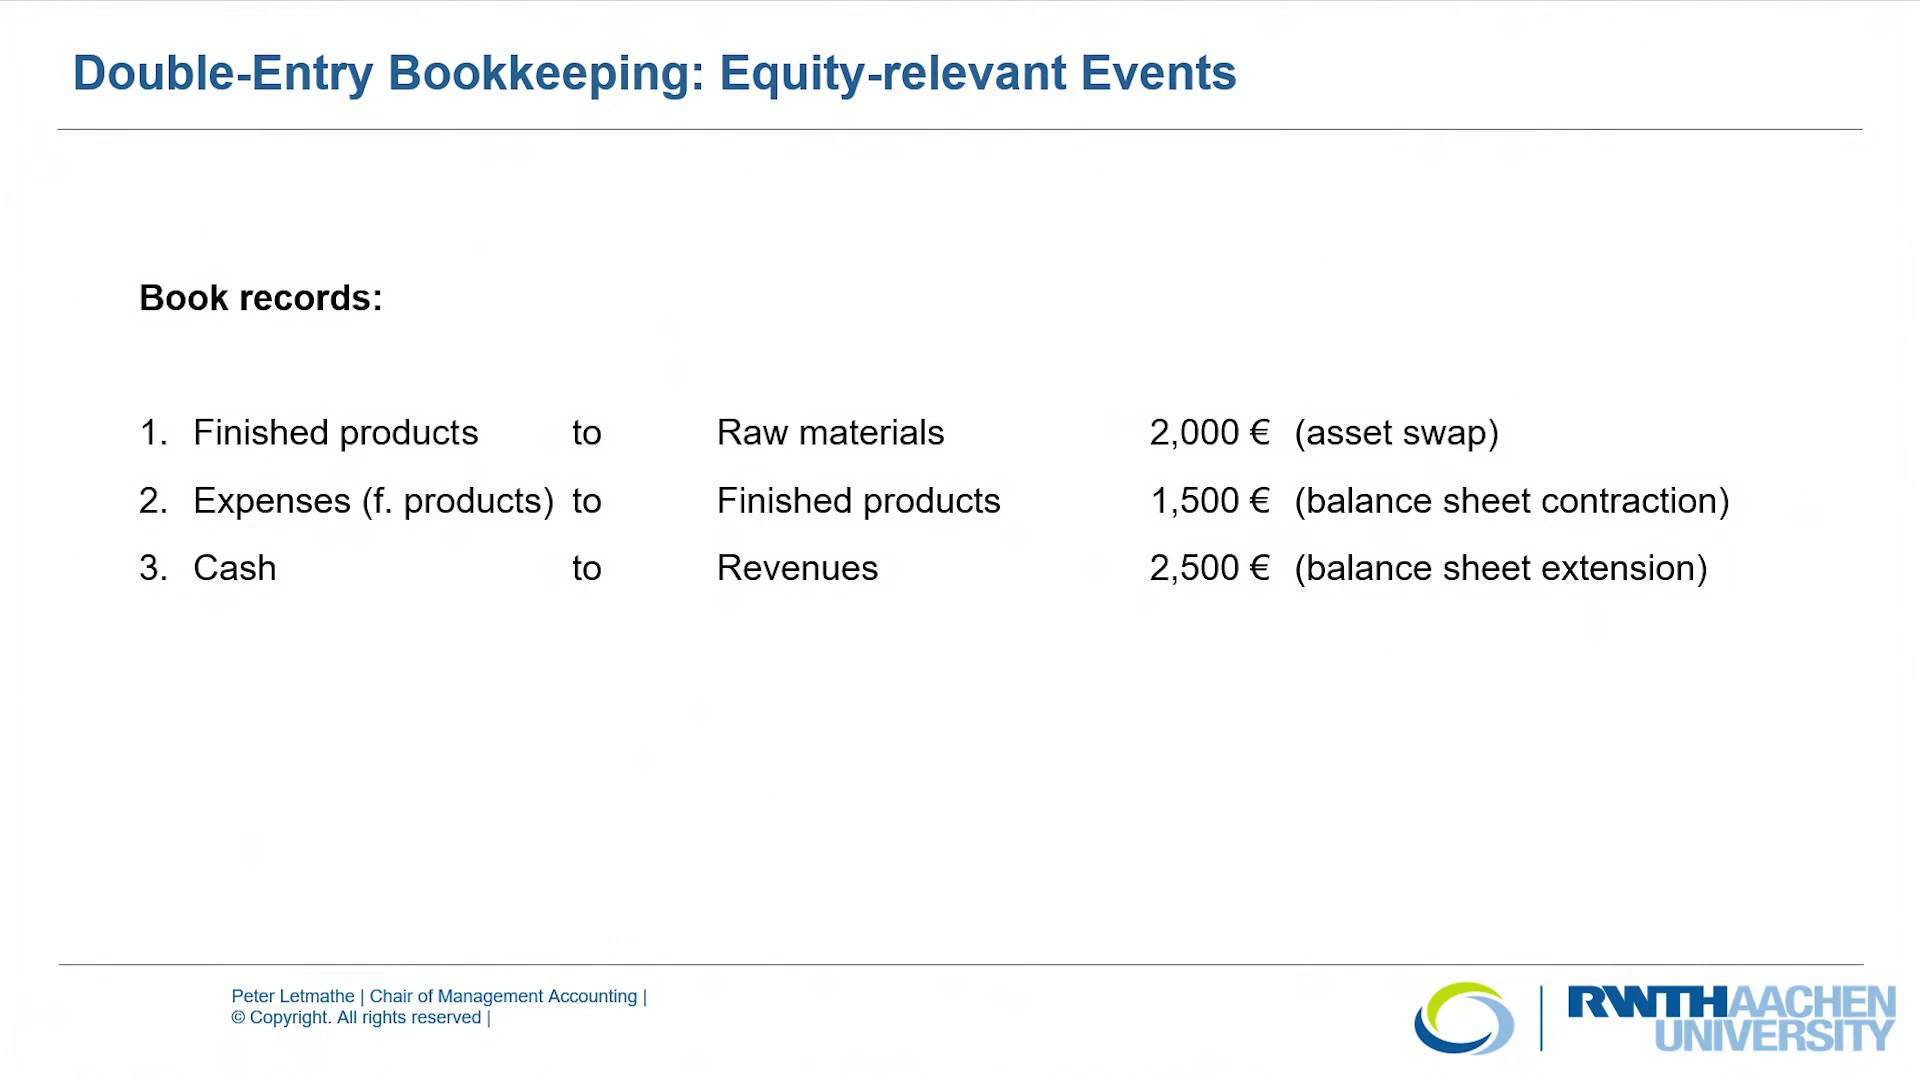 Double-Entry Bookkeeping: Equity-relevant Events
Book records:
1. Finished products to Raw materials 2,000 € (asset swap)
2. Expenses (f. products) to Finished products 1,500 € (balance sheet contraction)
3. Cash to Revenues 2,500 € (balance sheet extension)
Peter Letmathe | Chair of Management Accounting |
© Copyright. All rights reserved |
RWTHAACHEN
UNIVERSITY